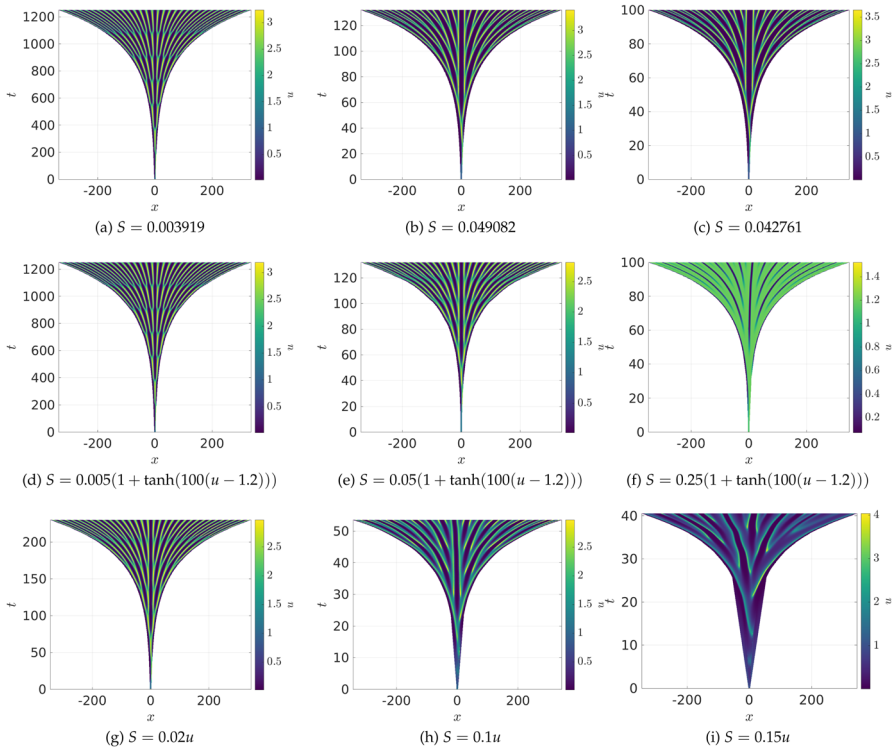 1200
1000
800
600
400
200
0
t
-200 0 200
x
3
2.5
2
1.5
1
0.5
u
(a) S = 0.003919
120
100
80
60
40
20
0
t
-200 0 200
x
3
2
1
u
(b) S = 0.049082
100
80
60
40
20
0
t
-200 0 200
x
3.5
3
2.5
2
1.5
1
0.5
u
(c) S = 0.042761
1200
1000
800
600
400
200
0
t
-200 0 200
x
3
2.5
2
1.5
1
0.5
u
(d) S = 0.005(1 + tanh(100(u − 1.2)))
120
100
80
60
40
20
0
t
-200 0 200
x
2.5
2
1.5
1
0.5
u
(e) S = 0.05(1 + tanh(100(u − 1.2)))
100
80
60
40
20
0
t
-200 0 200
x
1.4
1.2
1
0.8
0.6
0.4
0.2
u
(f) S = 0.25(1 + tanh(100(u − 1.2)))
200
150
100
50
0
t
-200 0 200
x
2.5
2
1.5
1
0.5
u
(g) S = 0.02u
50
40
30
20
10
0
t
-200 0 200
x
2.5
2
1.5
1
0.5
u
(h) S = 0.1u
40
30
20
10
0
t
-200 0 200
x
4
3
2
1
u
(i) S = 0.15u